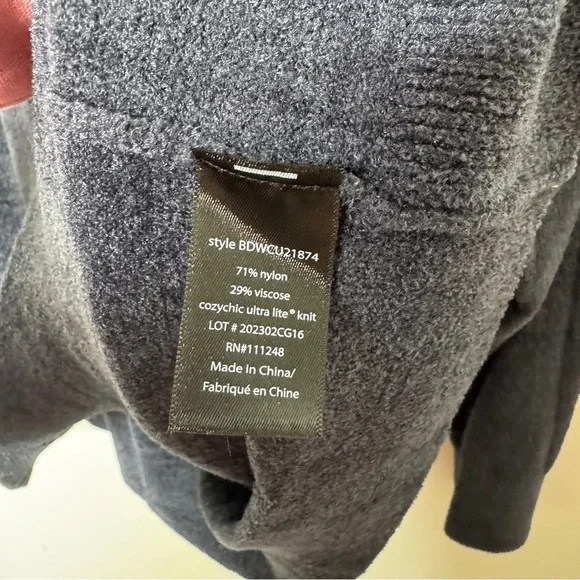 style BDWCU21874
71% nylon
29% viscose
cozychic ultra lite® knit
LOT # 202302CG16
RN#111248
Made In China/
Fabriqué en Chine